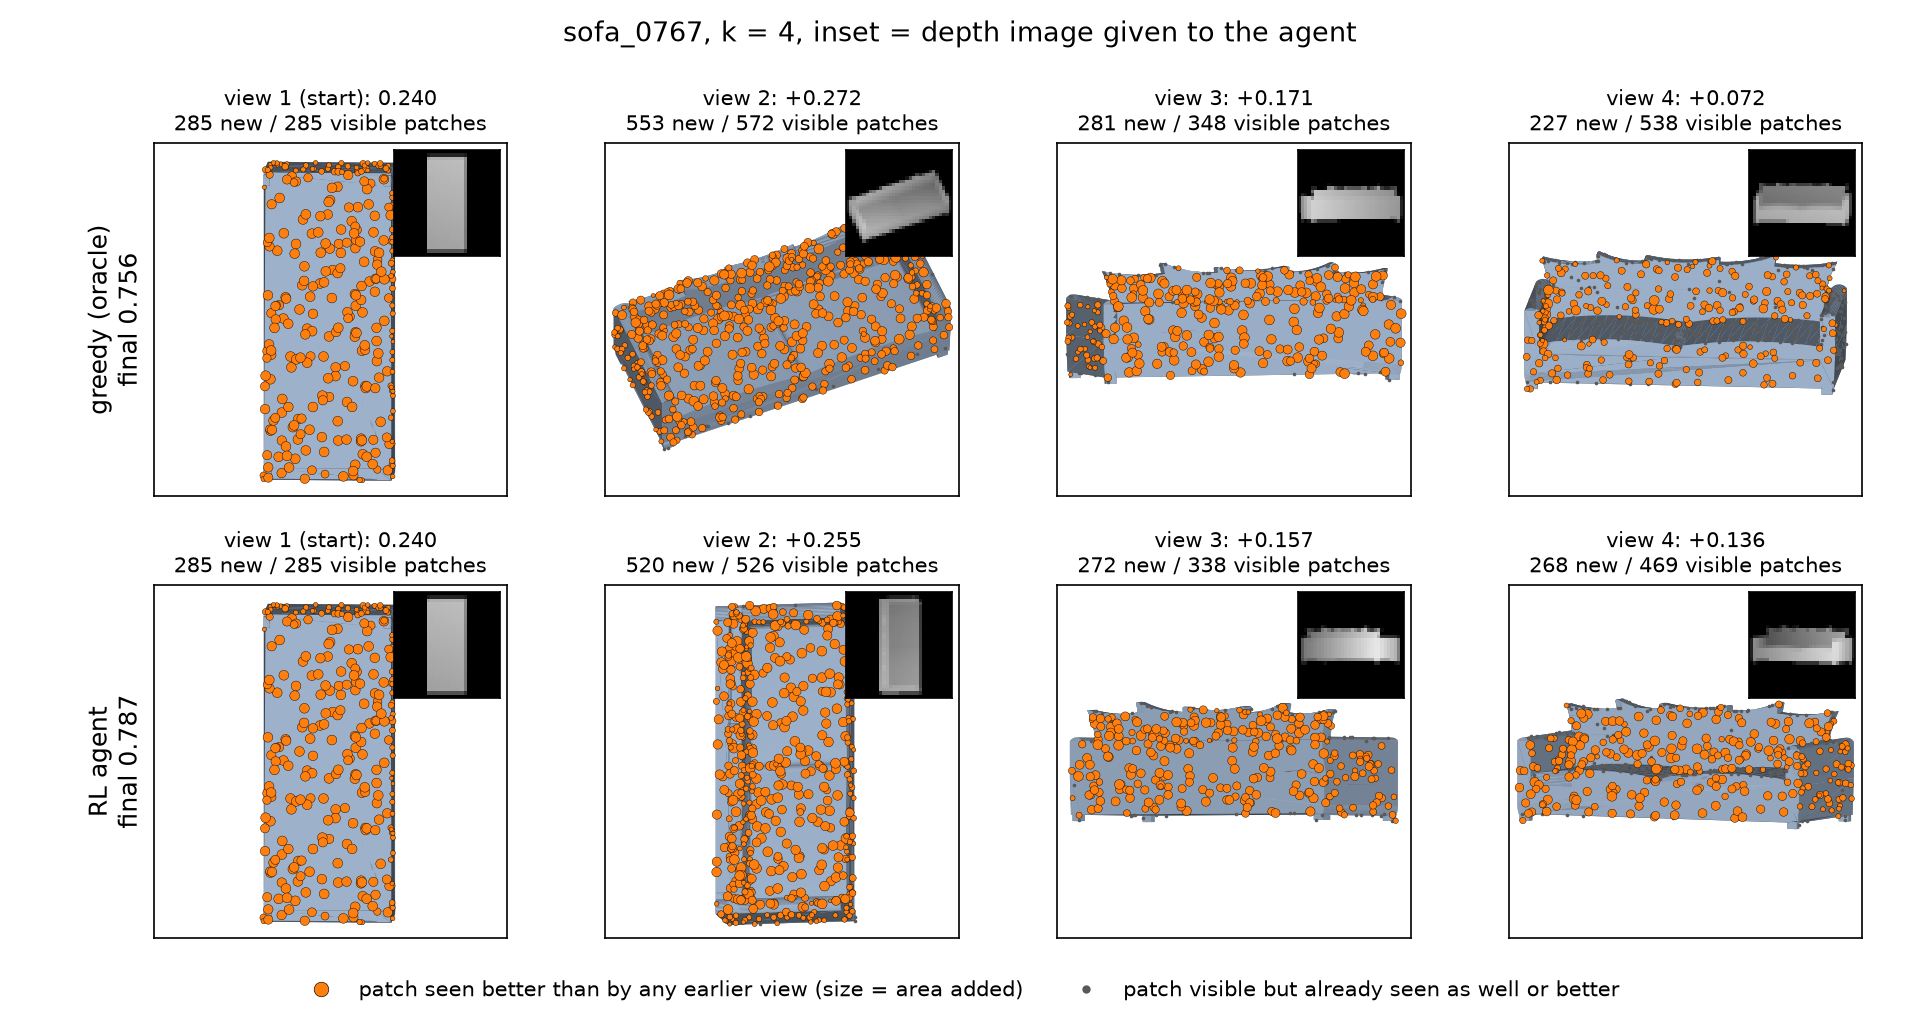 sofa_0767, k = 4, inset = depth image given to the agent
view 1 (start): 0.240
285 new / 285 visible patches
view 2: +0.272
553 new / 572 visible patches
view 3: +0.171
281 new / 348 visible patches
view 4: +0.072
227 new / 538 visible patches
greedy (oracle)
final 0.756
view 1 (start): 0.240
285 new / 285 visible patches
view 2: +0.255
520 new / 526 visible patches
view 3: +0.157
272 new / 338 visible patches
view 4: +0.136
268 new / 469 visible patches
RL agent
final 0.787
patch seen better than by any earlier view (size = area added)
patch visible but already seen as well or better